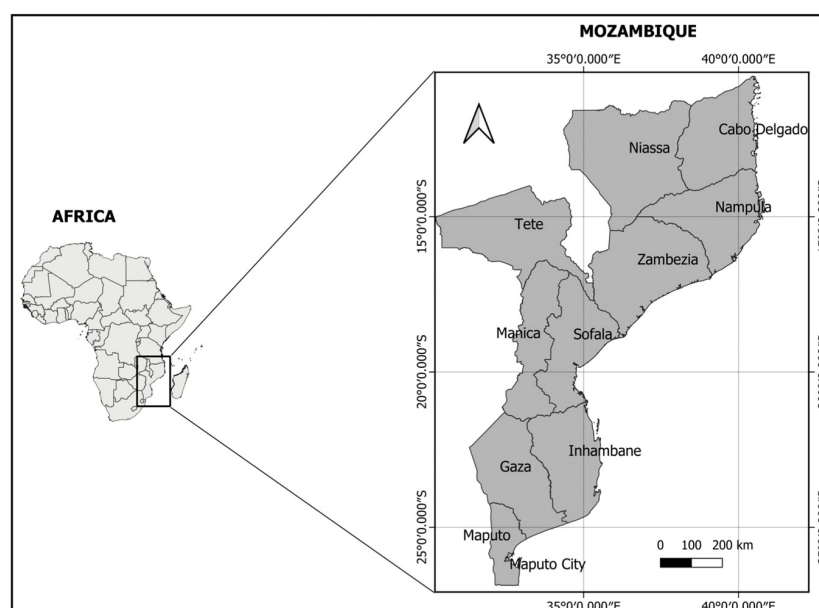 MOZAMBIQUE
35°0'0.000"E 40°0'0.000"E
Cabo Delgado
Niassa
Nampula
AFRICA
15°0'0.000"S
Tete
Zambezia
Manica
Sofala
20°0'0.000"S
Inhambane
Gaza
25°0'0.000"S
Maputo
0 100 200 km
Maputo City
35°0'0.000"E 40°0'0.000"E